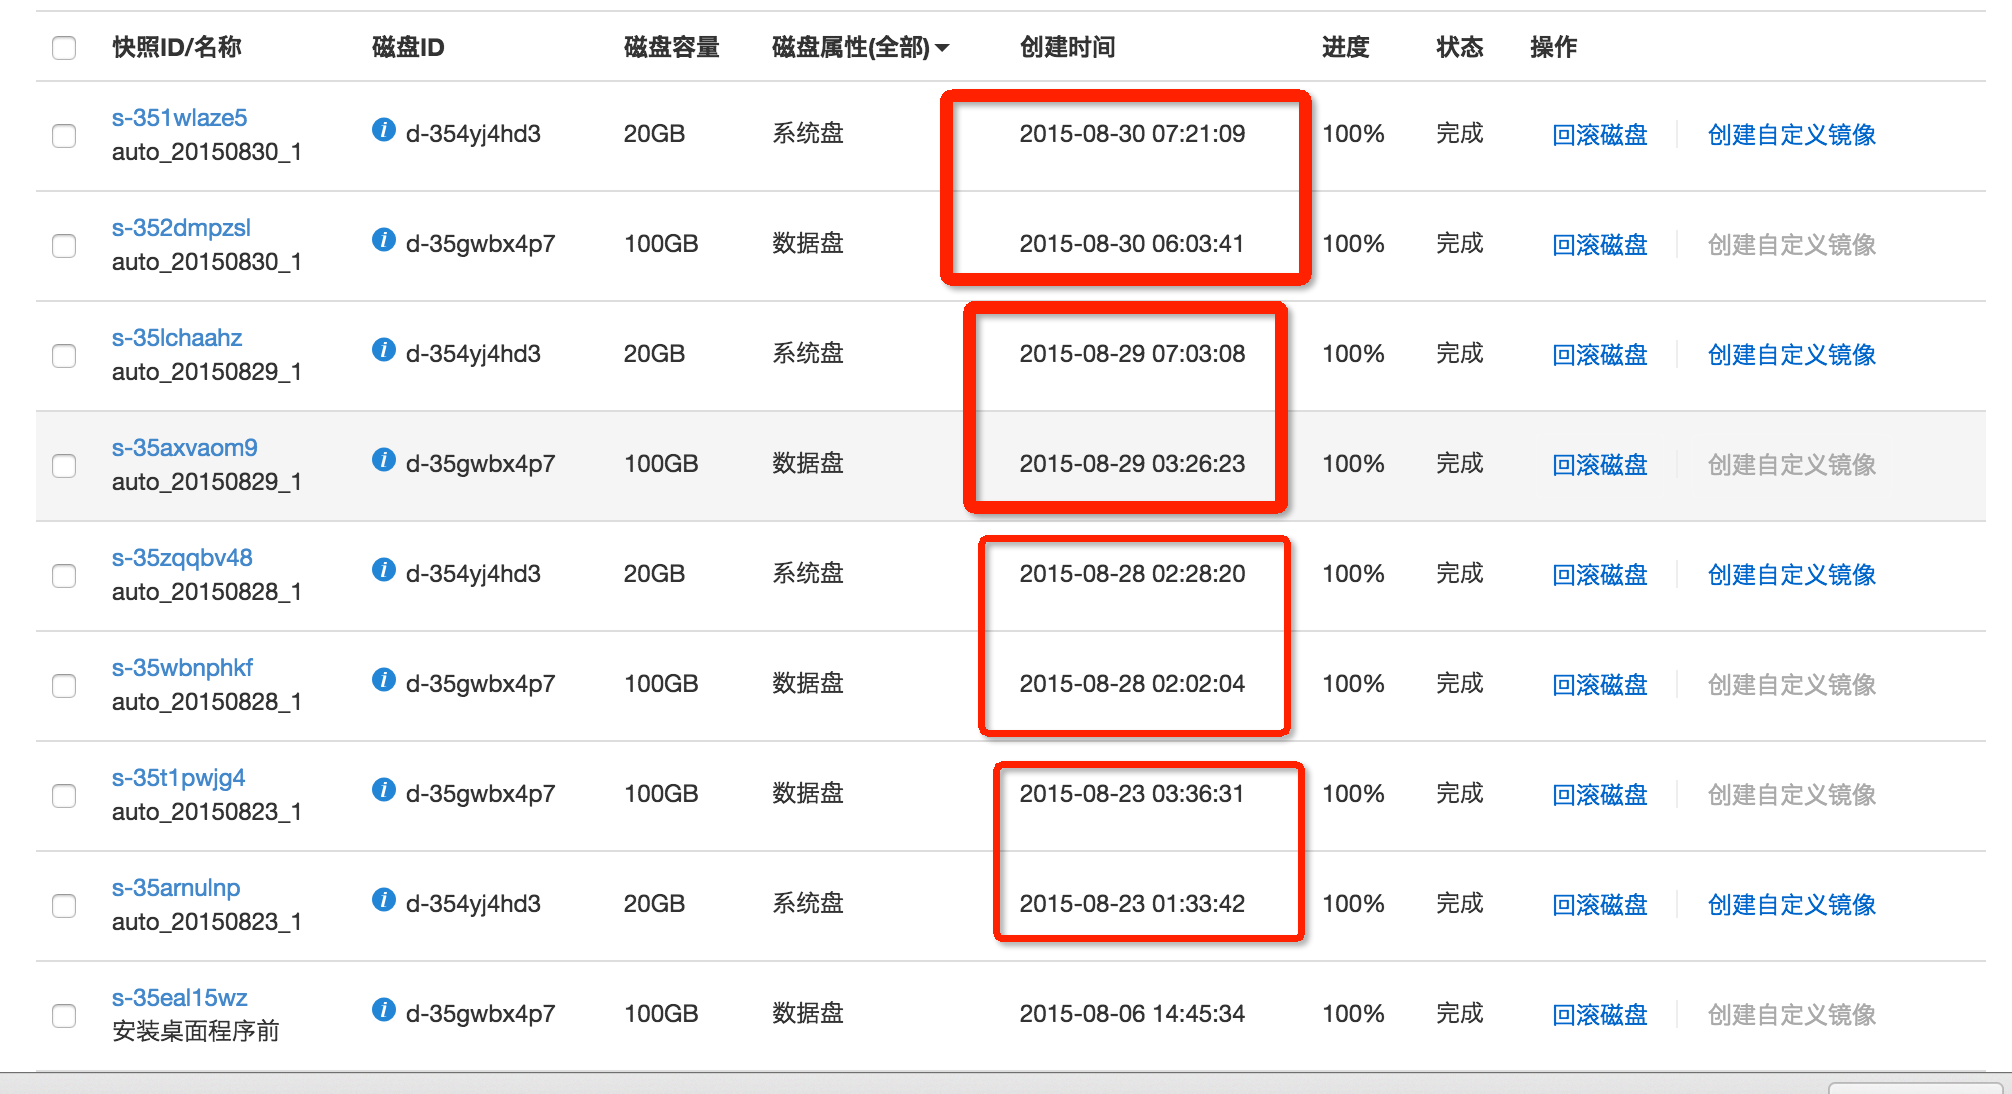 快照ID/名称 磁盘ID 磁盘容量 磁盘属性(全部) 创建时间 进度 状态 操作
s-351wlaze5
auto_20150830_1 d-354yj4hd3 20GB 系统盘 2015-08-30 07:21:09 100% 完成 回滚磁盘 创建自定义镜像
s-352dmpzsl
auto_20150830_1 d-35gwbx4p7 100GB 数据盘 2015-08-30 06:03:41 100% 完成 回滚磁盘 创建自定义镜像
s-35lchaahz
auto_20150829_1 d-354yj4hd3 20GB 系统盘 2015-08-29 07:03:08 100% 完成 回滚磁盘 创建自定义镜像
s-35axvaom9
auto_20150829_1 d-35gwbx4p7 100GB 数据盘 2015-08-29 03:26:23 100% 完成 回滚磁盘 创建自定义镜像
s-35zqqbv48
auto_20150828_1 d-354yj4hd3 20GB 系统盘 2015-08-28 02:28:20 100% 完成 回滚磁盘 创建自定义镜像
s-35wbnphkf
auto_20150828_1 d-35gwbx4p7 100GB 数据盘 2015-08-28 02:02:04 100% 完成 回滚磁盘 创建自定义镜像
s-35t1pwjg4
auto_20150823_1 d-35gwbx4p7 100GB 数据盘 2015-08-23 03:36:31 100% 完成 回滚磁盘 创建自定义镜像
s-35arnulnp
auto_20150823_1 d-354yj4hd3 20GB 系统盘 2015-08-23 01:33:42 100% 完成 回滚磁盘 创建自定义镜像
s-35eal15wz
安装桌面程序前 d-35gwbx4p7 100GB 数据盘 2015-08-06 14:45:34 100% 完成 回滚磁盘 创建自定义镜像